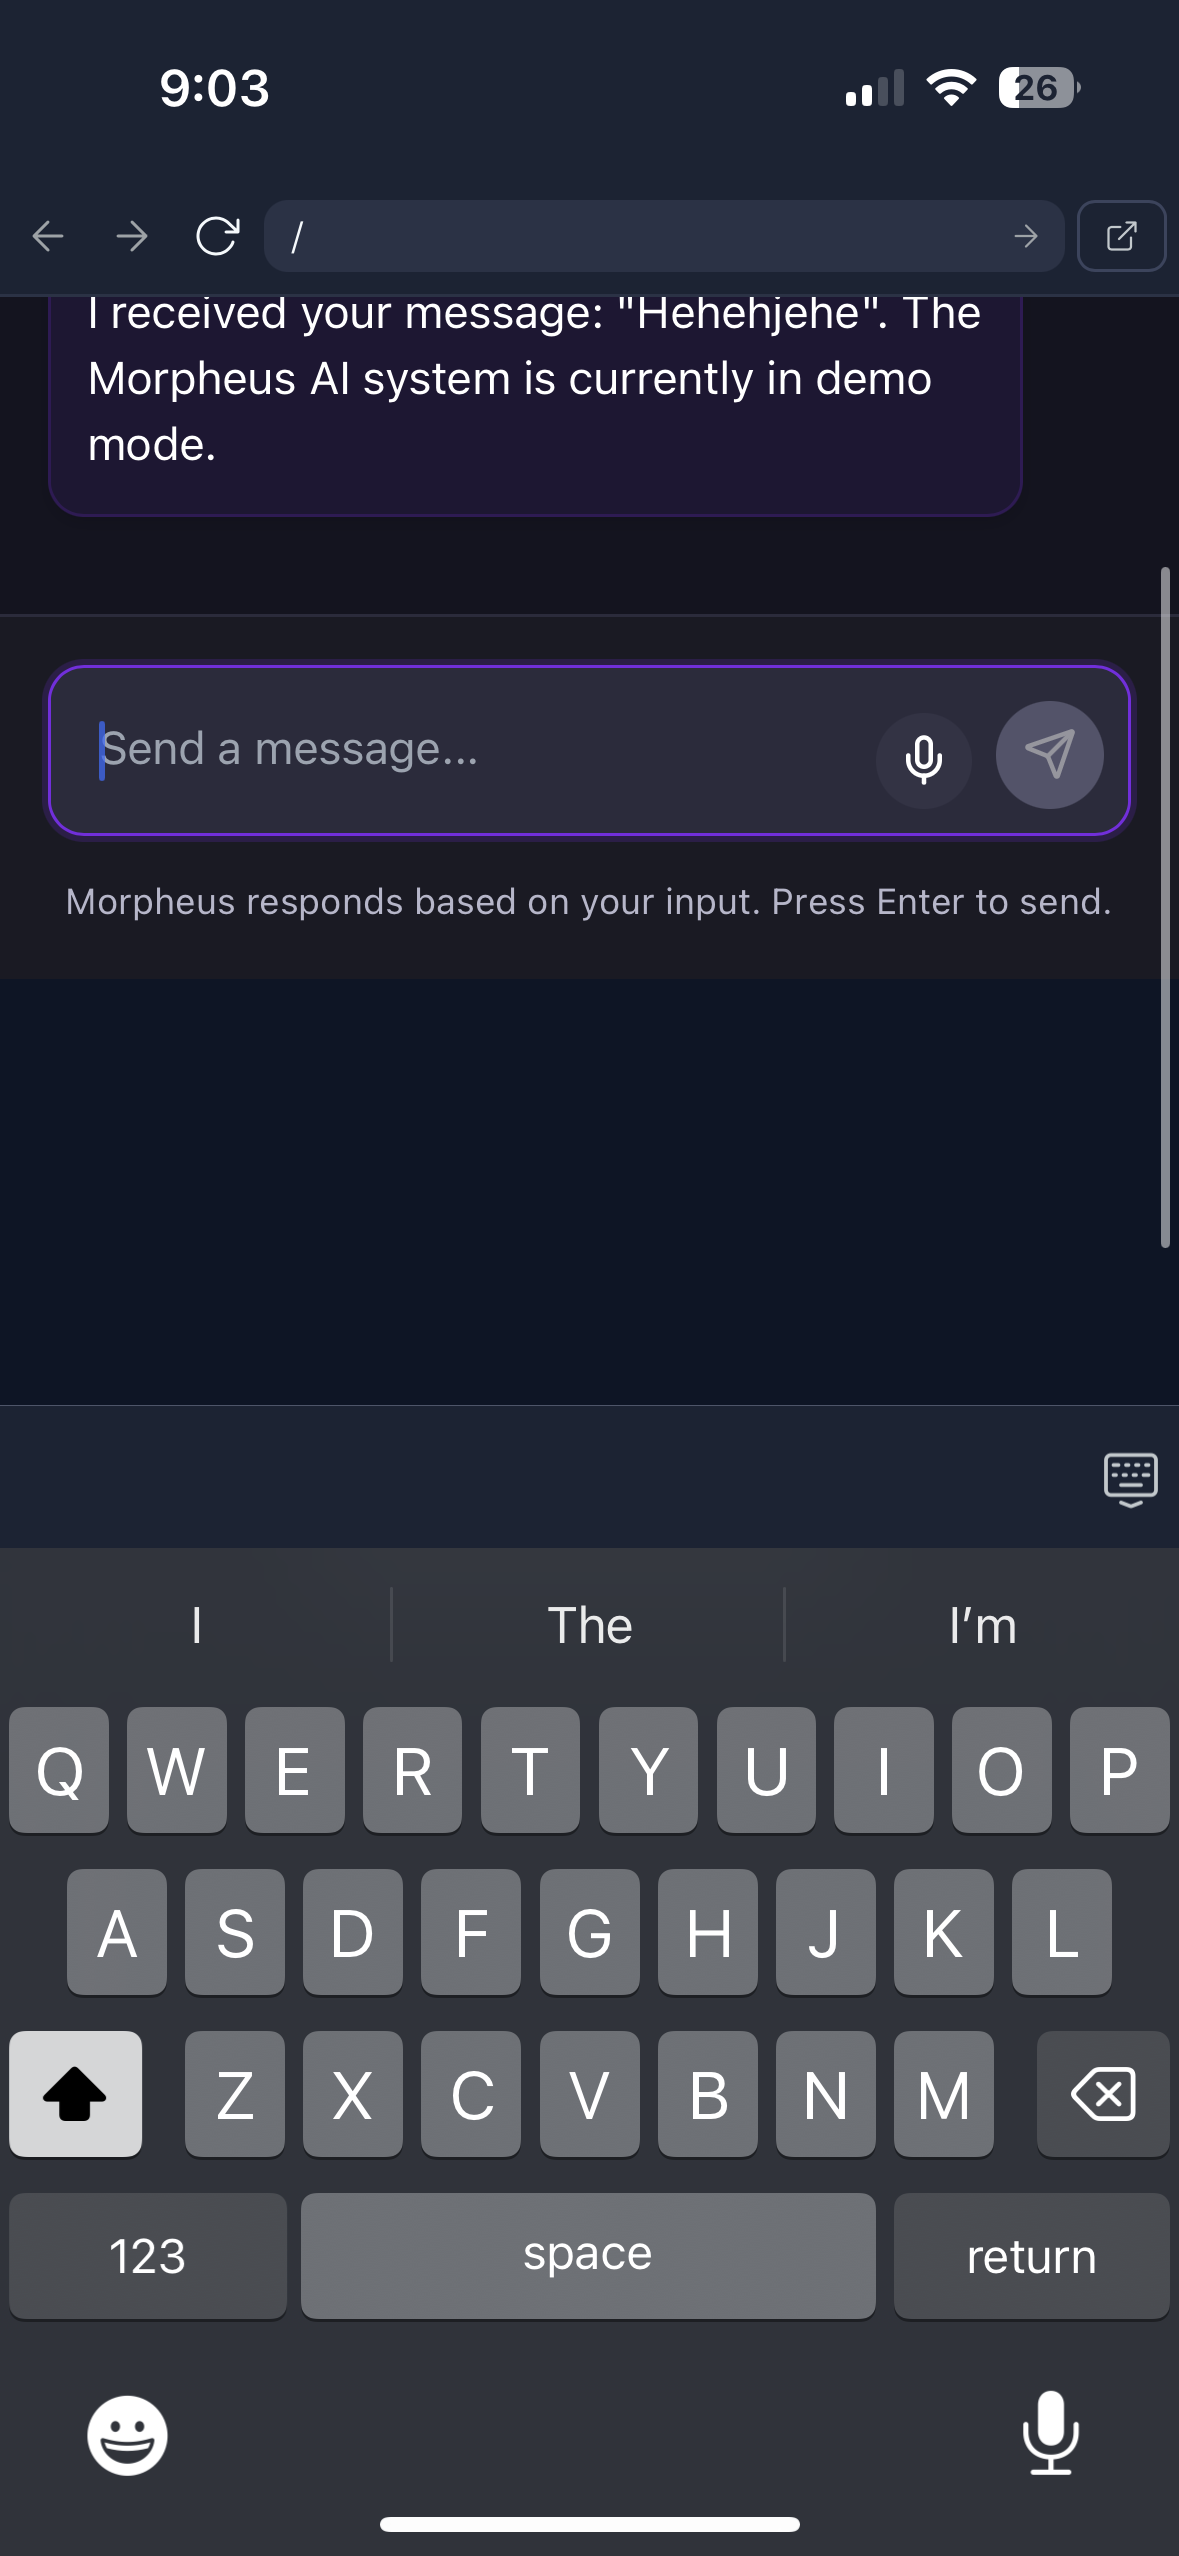 9:03
26
/
I received your message: "Hehehjehe". The
Morpheus AI system is currently in demo
mode.
Send a message...
Morpheus responds based on your input. Press Enter to send.
I The I’m
Q W E R T Y U I O P
A S D F G H J K L
Z X C V B N M
123 space return